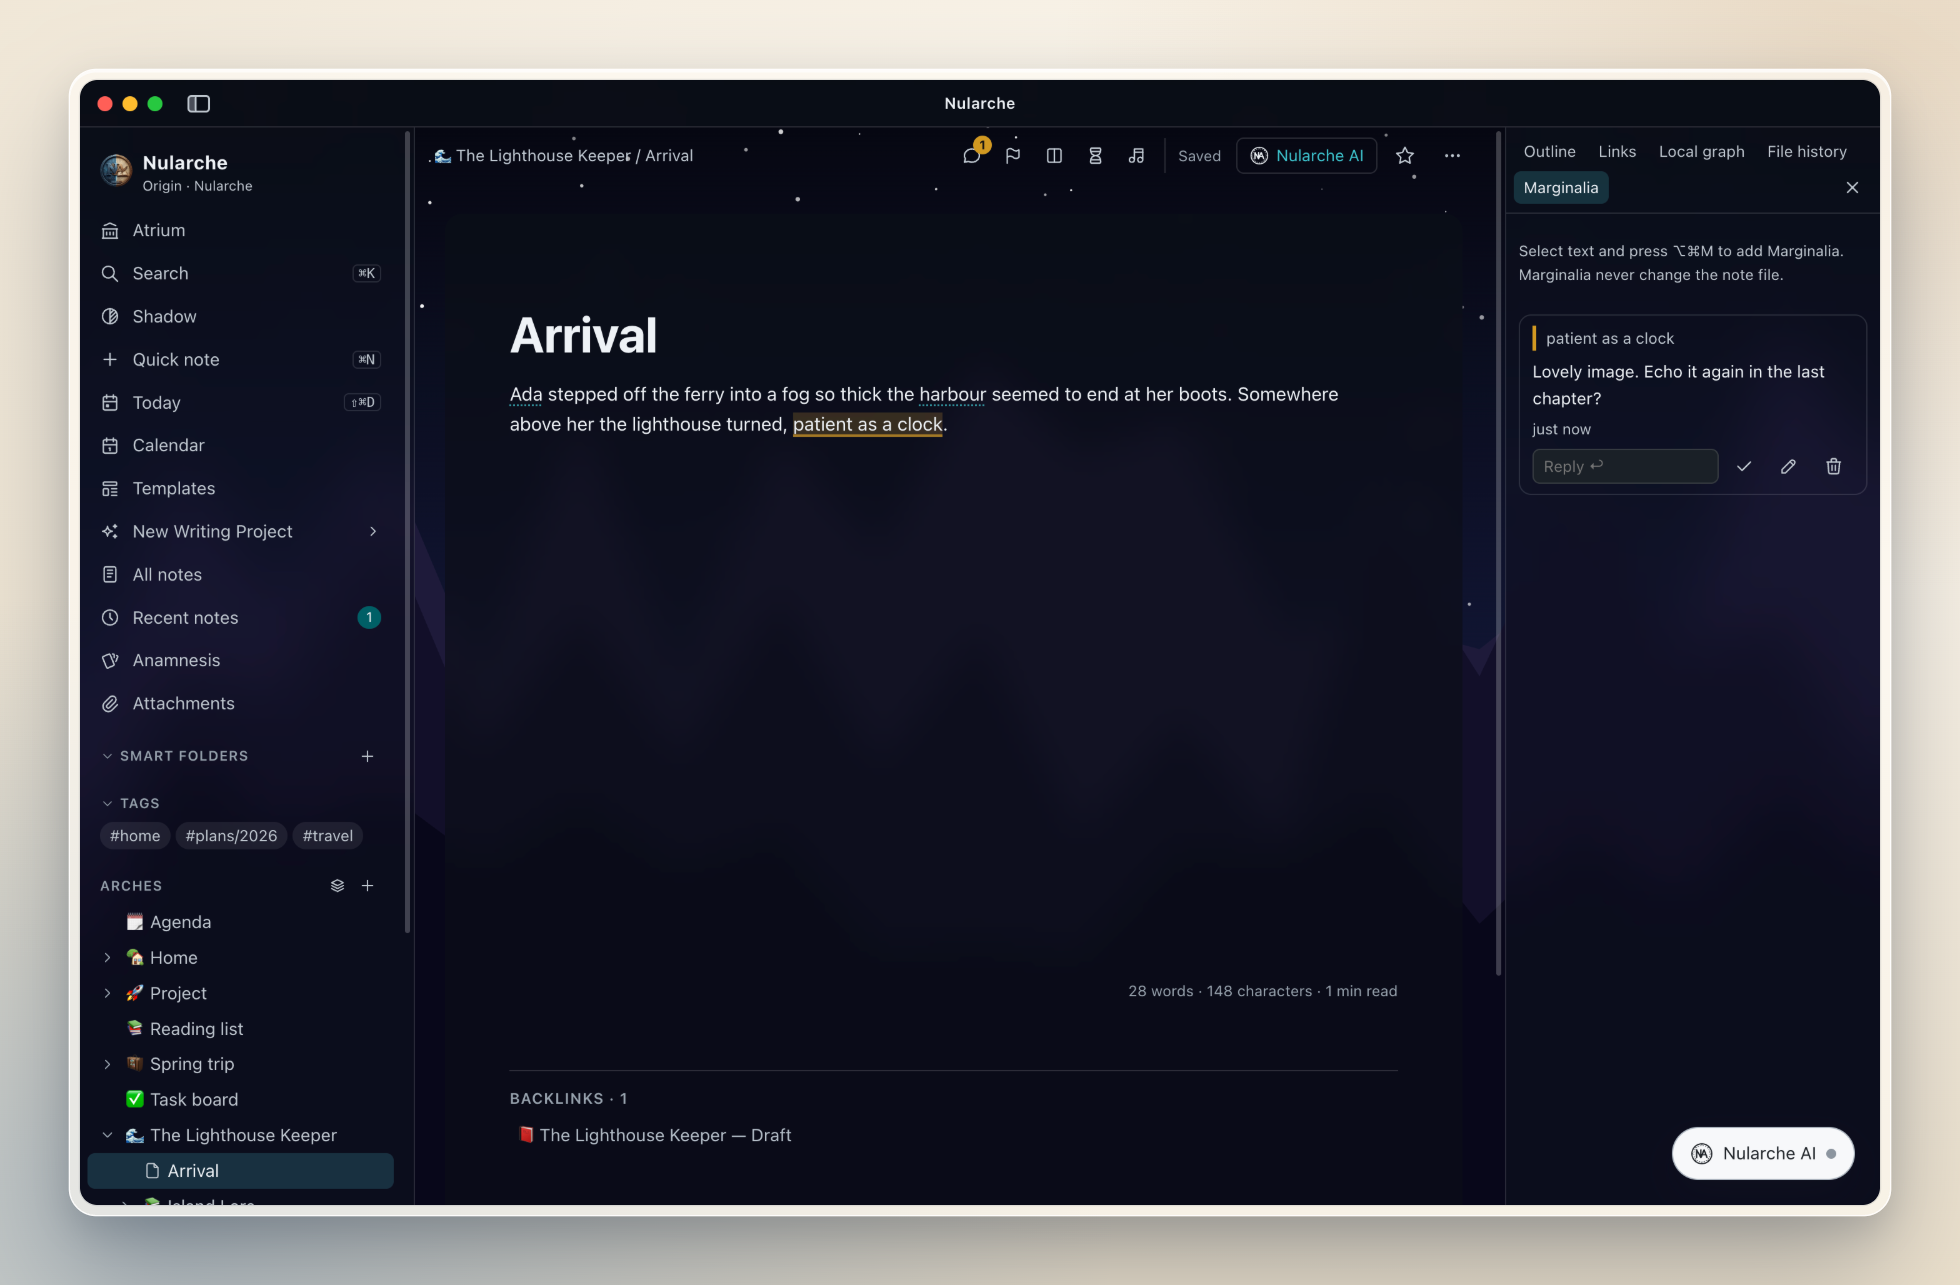 Nularche
Nularche
Origin · Nularche
Atrium
Search ⌘K
Shadow
Quick note ⌘N
Today ⇧⌘D
Calendar
Templates
New Writing Project
All notes
Recent notes 1
Anamnesis
Attachments
SMART FOLDERS
TAGS
#home #plans/2026 #travel
ARCHES
Agenda
Home
Project
Reading list
Spring trip
Task board
The Lighthouse Keeper
Arrival
The Lighthouse Keeper / Arrival
1
Saved
Nularche AI
Arrival
Ada stepped off the ferry into a fog so thick the harbour seemed to end at her boots. Somewhere
above her the lighthouse turned, patient as a clock.
28 words · 148 characters · 1 min read
BACKLINKS · 1
The Lighthouse Keeper — Draft
Outline Links Local graph File history
Marginalia
Select text and press ⌥⌘M to add Marginalia.
Marginalia never change the note file.
patient as a clock
Lovely image. Echo it again in the last
chapter?
just now
Reply ↩
Nularche AI